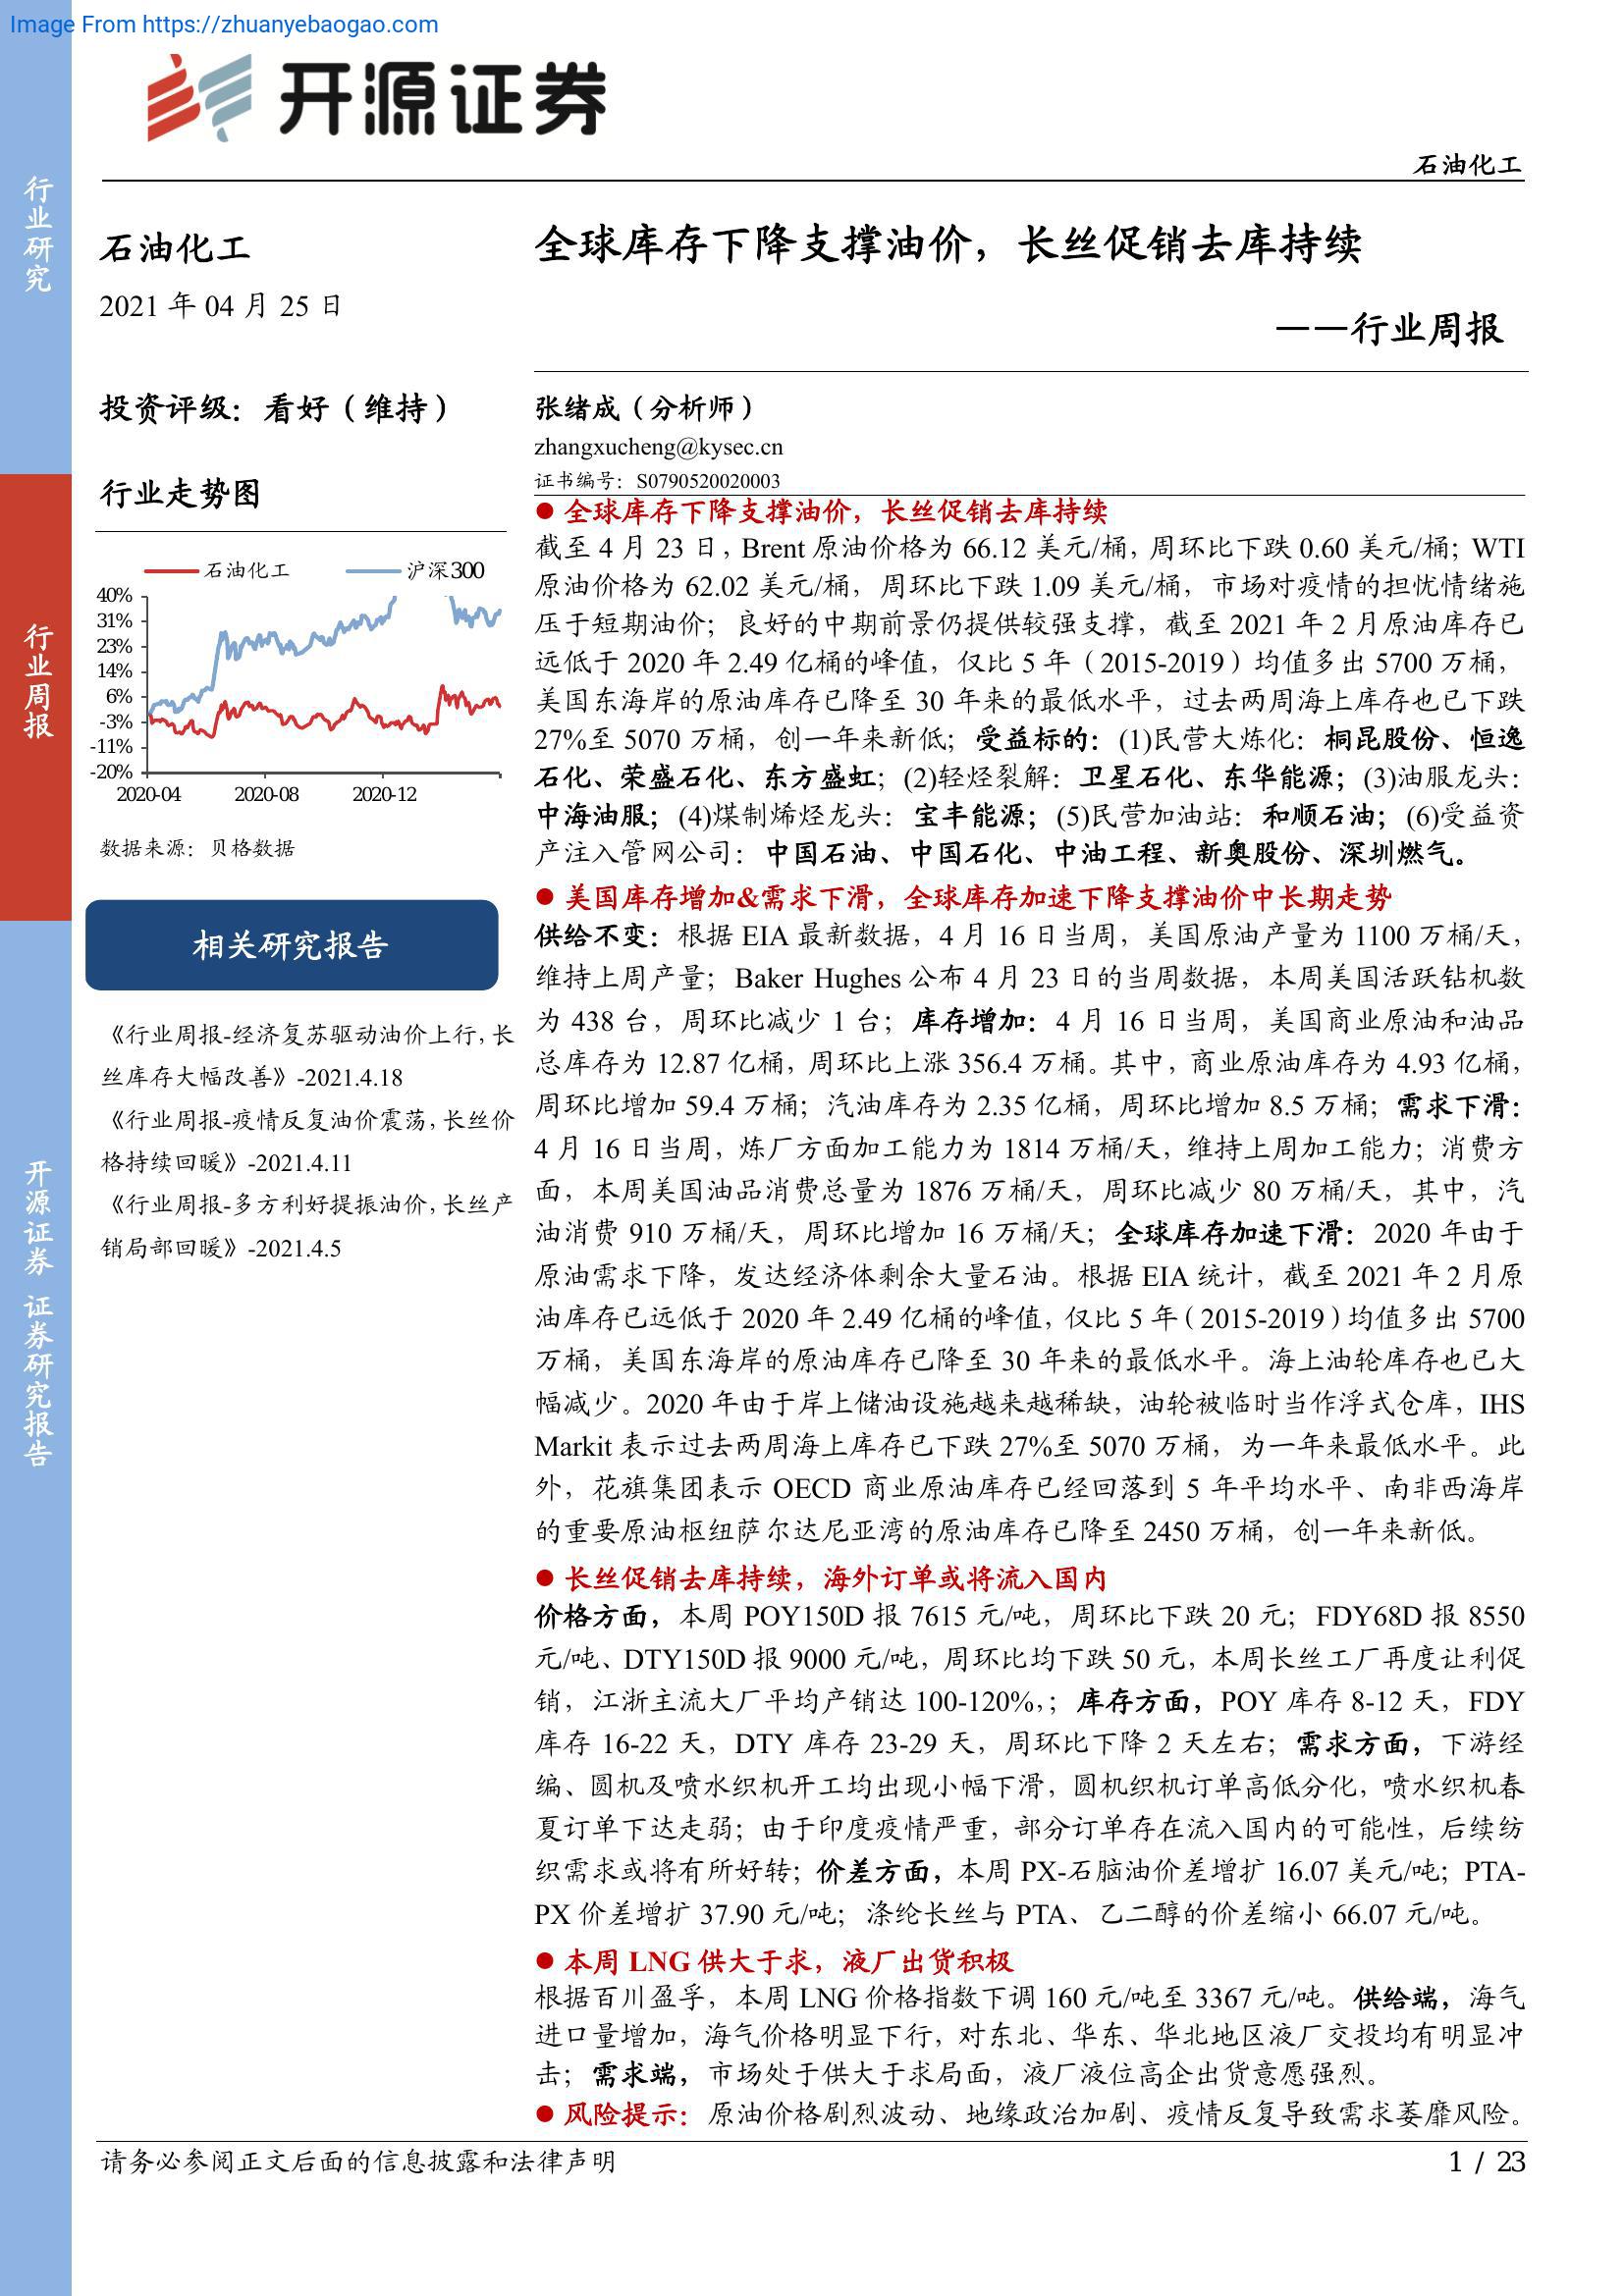 Image From https://zhuanyebaogao.com
开源证券
石油化工
行业研究
行业周报
开源证券 证券研究报告
石油化工
2021 年 04 月 25 日
投资评级：看好（维持）
行业走势图
石油化工
沪深300
40%
31%
23%
14%
6%
-3%
-11%
-20%
2020-04
2020-08
2020-12
数据来源：贝格数据
相关研究报告
《行业周报-经济复苏驱动油价上行，长
丝库存大幅改善》-2021.4.18
《行业周报-疫情反复油价震荡，长丝价
格持续回暖》-2021.4.11
《行业周报-多方利好提振油价，长丝产
销局部回暖》-2021.4.5
全球库存下降支撑油价，长丝促销去库持续
——行业周报
张绪成（分析师）
zhangxucheng@kysec.cn
证书编号：S0790520020003
● 全球库存下降支撑油价，长丝促销去库持续
截至 4 月 23 日，Brent 原油价格为 66.12 美元/桶，周环比下跌 0.60 美元/桶；WTI
原油价格为 62.02 美元/桶，周环比下跌 1.09 美元/桶，市场对疫情的担忧情绪施
压于短期油价；良好的中期前景仍提供较强支撑，截至 2021 年 2 月原油库存已
远低于 2020 年 2.49 亿桶的峰值，仅比 5 年（2015-2019）均值多出 5700 万桶，
美国东海岸的原油库存已降至 30 年来的最低水平，过去两周海上库存也已下跌
27%至 5070 万桶，创一年来新低；受益标的：(1)民营大炼化：桐昆股份、恒逸
石化、荣盛石化、东方盛虹；(2)轻烃裂解：卫星石化、东华能源；(3)油服龙头：
中海油服；(4)煤制烯烃龙头：宝丰能源；(5)民营加油站：和顺石油；(6)受益资
产注入管网公司：中国石油、中国石化、中油工程、新奥股份、深圳燃气。
● 美国库存增加&需求下滑，全球库存加速下降支撑油价中长期走势
供给不变：根据 EIA 最新数据，4 月 16 日当周，美国原油产量为 1100 万桶/天，
维持上周产量；Baker Hughes 公布 4 月 23 日的当周数据，本周美国活跃钻机数
为 438 台，周环比减少 1 台；库存增加：4 月 16 日当周，美国商业原油和油品
总库存为 12.87 亿桶，周环比上涨 356.4 万桶。其中，商业原油库存为 4.93 亿桶，
周环比增加 59.4 万桶；汽油库存为 2.35 亿桶，周环比增加 8.5 万桶；需求下滑：
4 月 16 日当周，炼厂方面加工能力为 1814 万桶/天，维持上周加工能力；消费方
面，本周美国油品消费总量为 1876 万桶/天，周环比减少 80 万桶/天，其中，汽
油消费 910 万桶/天，周环比增加 16 万桶/天；全球库存加速下滑：2020 年由于
原油需求下降，发达经济体剩余大量石油。根据 EIA 统计，截至 2021 年 2 月原
油库存已远低于 2020 年 2.49 亿桶的峰值，仅比 5 年（2015-2019）均值多出 5700
万桶，美国东海岸的原油库存已降至 30 年来的最低水平。海上油轮库存也已大
幅减少。2020 年由于岸上储油设施越来越稀缺，油轮被临时当作浮式仓库，IHS
Markit 表示过去两周海上库存已下跌 27%至 5070 万桶，为一年来最低水平。此
外，花旗集团表示 OECD 商业原油库存已经回落到 5 年平均水平、南非西海岸
的重要原油枢纽萨尔达尼亚湾的原油库存已降至 2450 万桶，创一年来新低。
● 长丝促销去库持续，海外订单或将流入国内
价格方面，本周 POY150D 报 7615 元/吨，周环比下跌 20 元；FDY68D 报 8550
元/吨、DTY150D 报 9000 元/吨，周环比均下跌 50 元，本周长丝工厂再度让利促
销，江浙主流大厂平均产销达 100-120%,；库存方面，POY 库存 8-12 天，FDY
库存 16-22 天，DTY 库存 23-29 天，周环比下降 2 天左右；需求方面，下游经
编、圆机及喷水织机开工均出现小幅下滑，圆机织机订单高低分化，喷水织机春
夏订单下达走弱；由于印度疫情严重，部分订单存在流入国内的可能性，后续纺
织需求或将有所好转；价差方面，本周 PX-石脑油价差增扩 16.07 美元/吨；PTA-
PX 价差增扩 37.90 元/吨；涤纶长丝与 PTA、乙二醇的价差缩小 66.07 元/吨。
● 本周 LNG 供大于求，液厂出货积极
根据百川盈孚，本周 LNG 价格指数下调 160 元/吨至 3367 元/吨。供给端，海气
进口量增加，海气价格明显下行，对东北、华东、华北地区液厂交投均有明显冲
击；需求端，市场处于供大于求局面，液厂液位高企出货意愿强烈。
● 风险提示：原油价格剧烈波动、地缘政治加剧、疫情反复导致需求萎靡风险。
请务必参阅正文后面的信息披露和法律声明
1 / 23